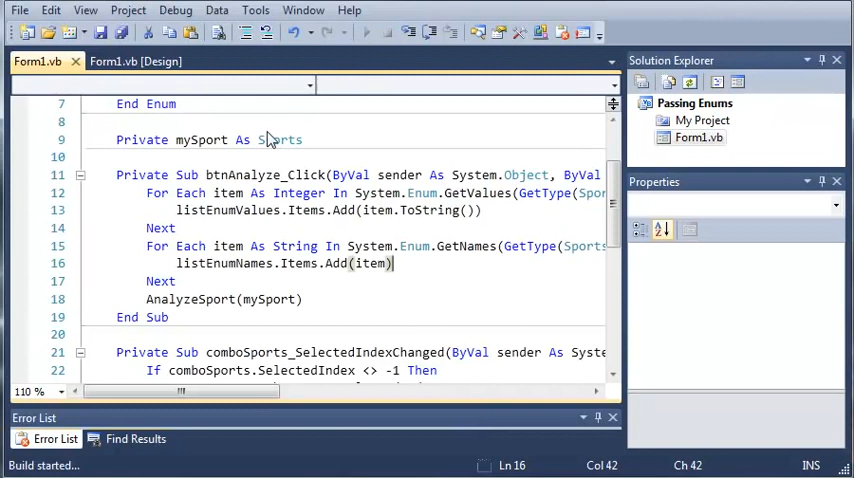 File Edit View Project Debug Data Tools Window Help
Form1.vb Form1.vb [Design]
Solution Explorer
Passing Enums
My Project
Form1.vb
Properties
7 End Enum
8
9 Private mySport As Sports
10
11 Private Sub btnAnalyze_Click(ByVal sender As System.Object, ByVal
12 For Each item As Integer In System.Enum.GetValues(GetType(Spo
13 listEnumValues.Items.Add(item.ToString())
14 Next
15 For Each item As String In System.Enum.GetNames(GetType(Sports
16 listEnumNames.Items.Add(item)
17 Next
18 AnalyzeSport(mySport)
19 End Sub
20
21 Private Sub comboSports_SelectedIndexChanged(ByVal sender As Syste
22 If comboSports.SelectedIndex <> -1 Then
110 %
Error List
Error List Find Results
Build started... Ln 16 Col 42 Ch 42 INS